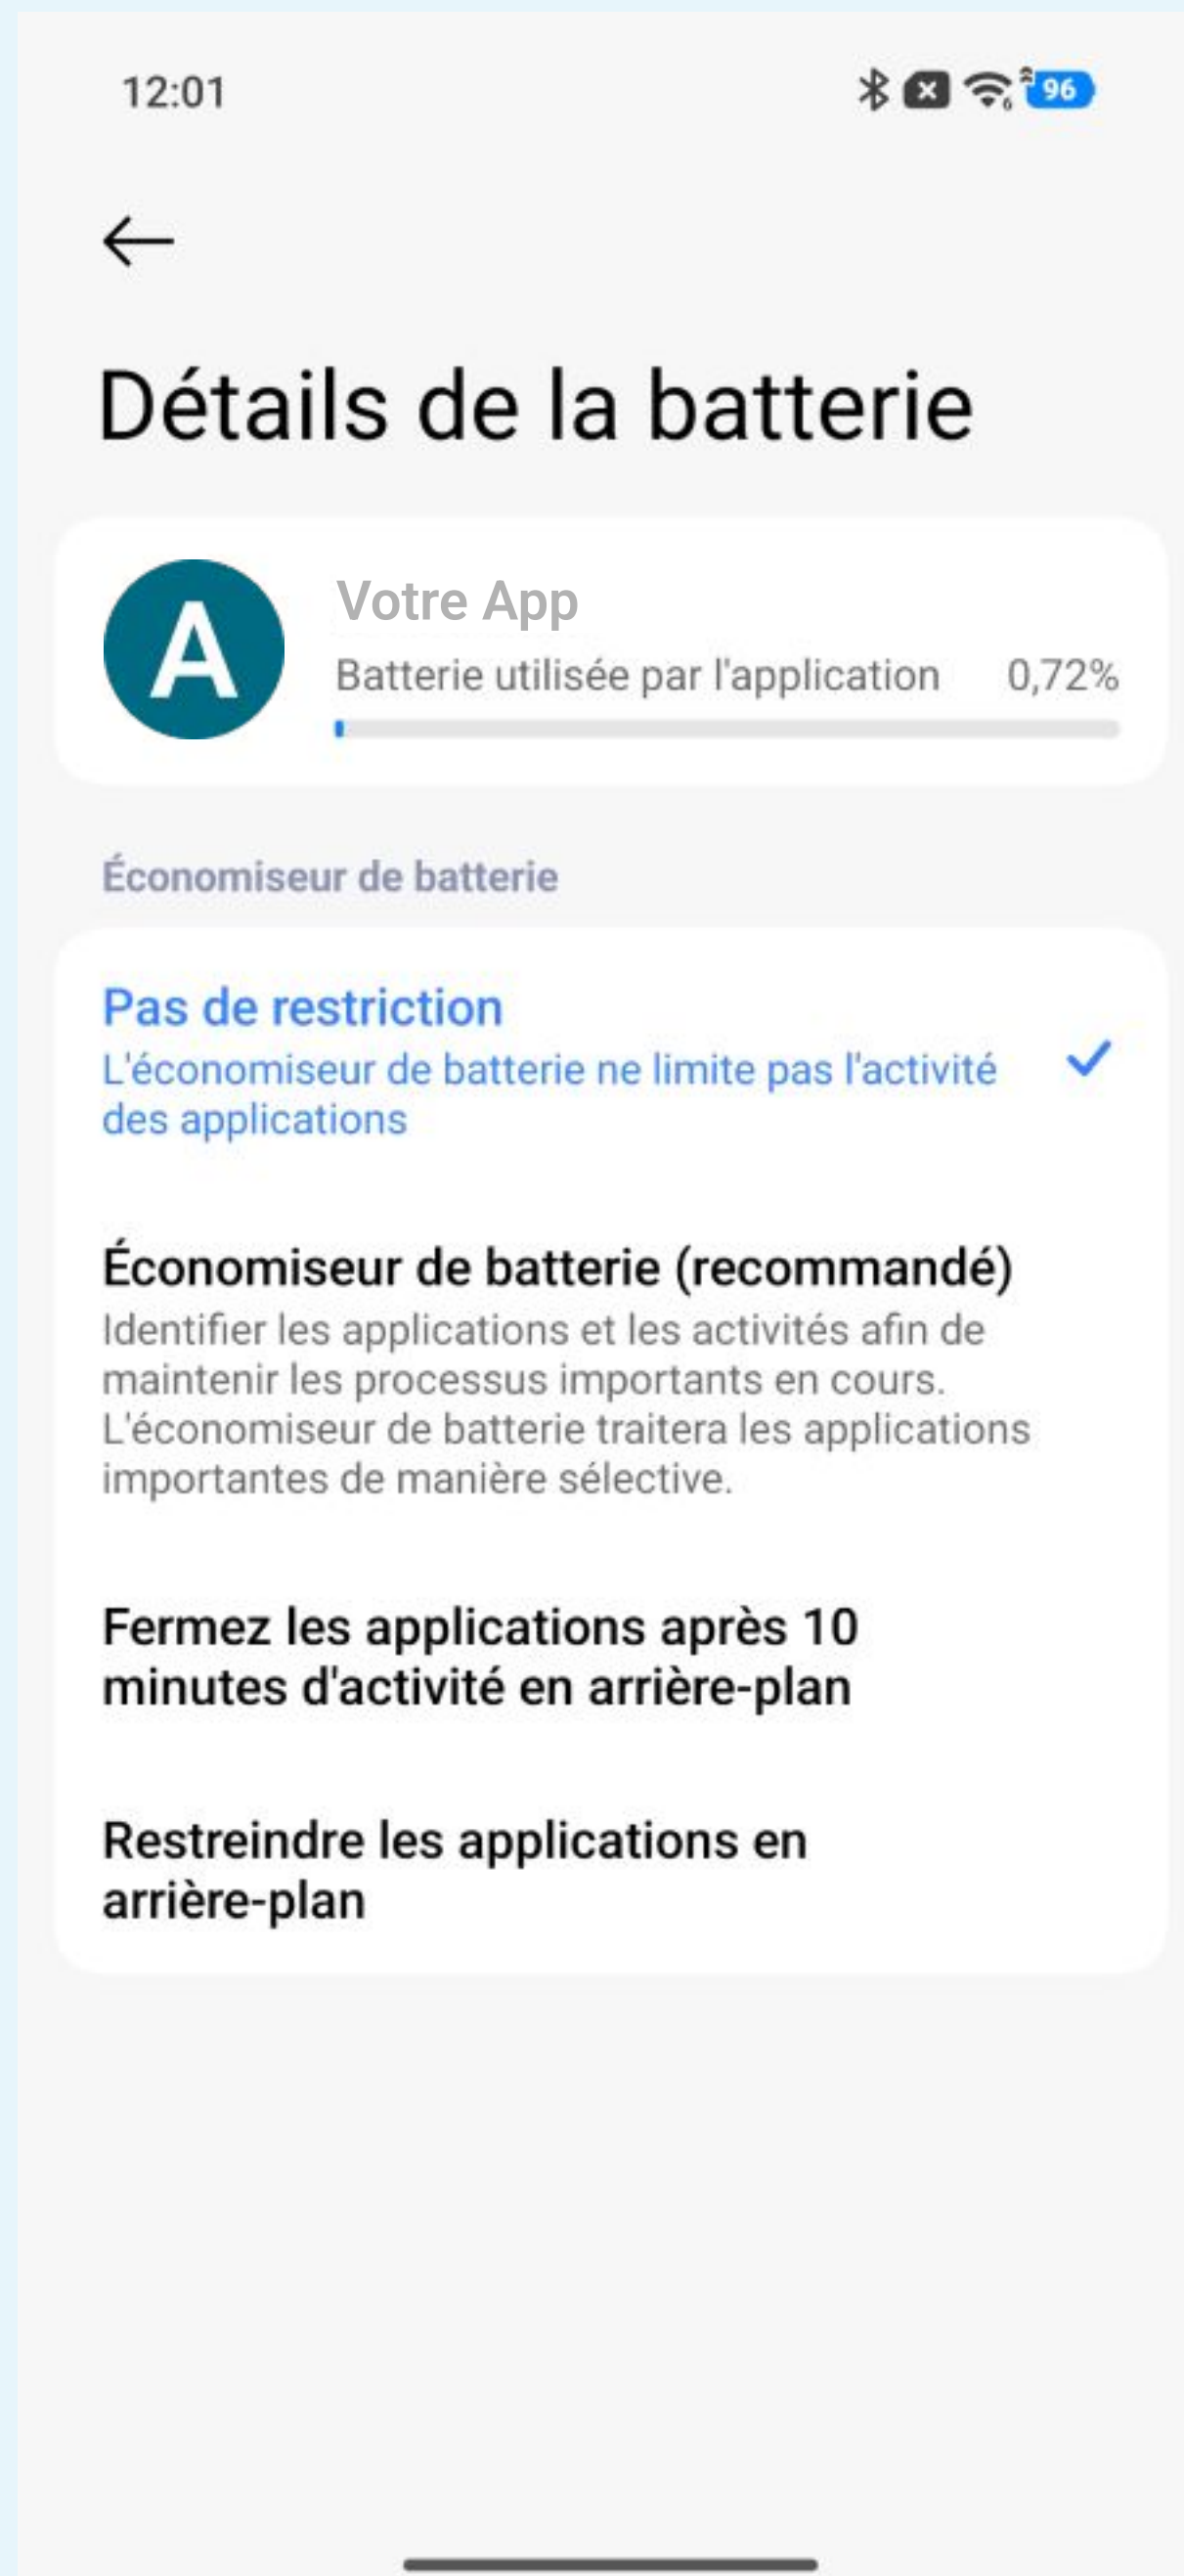 12:01
96
Détails de la batterie
A
Votre App
Batterie utilisée par l'application 0,72%
Économiseur de batterie
Pas de restriction
L'économiseur de batterie ne limite pas l'activité
des applications
Économiseur de batterie (recommandé)
Identifier les applications et les activités afin de
maintenir les processus importants en cours.
L'économiseur de batterie traitera les applications
importantes de manière sélective.
Fermez les applications après 10
minutes d'activité en arrière-plan
Restreindre les applications en
arrière-plan